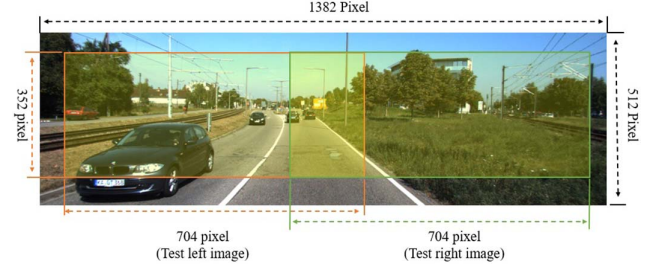 1382 Pixel
352 pixel
512 Pixel
704 pixel
(Test left image)
704 pixel
(Test right image)